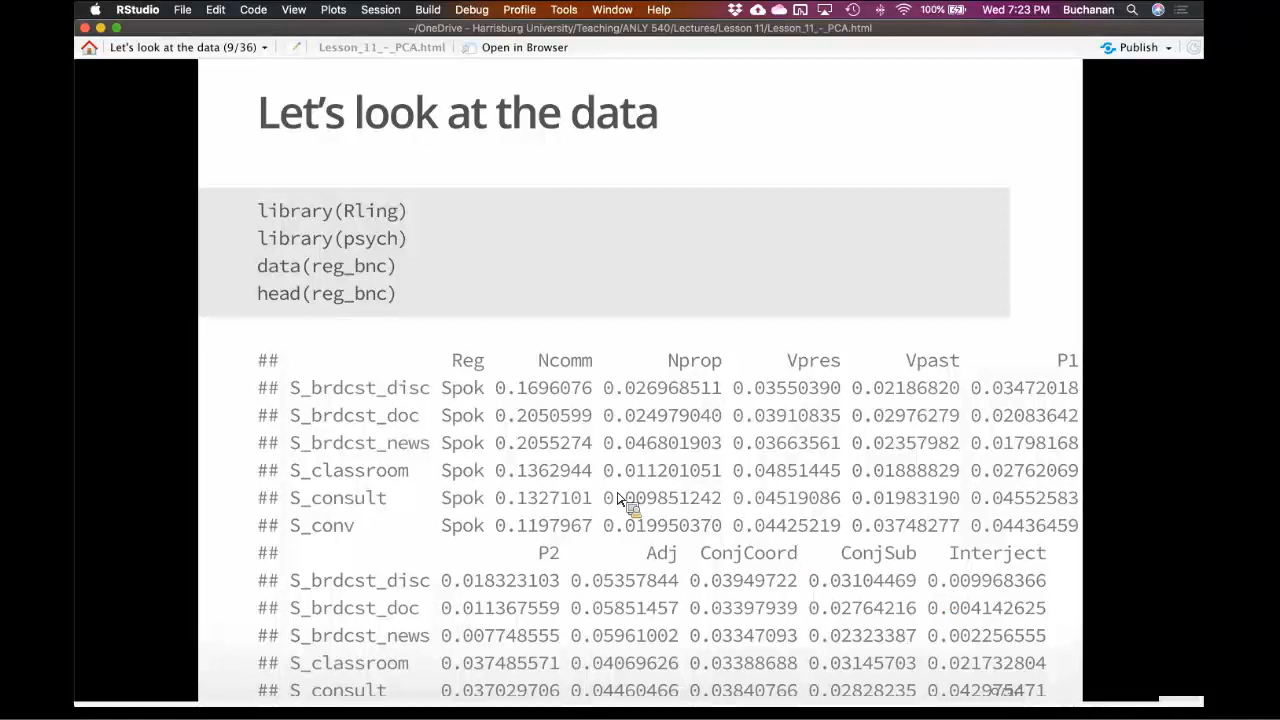 RStudio File Edit Code View Plots Session Build Debug Profile Tools Window Help 100% Wed 7:23 PM Buchanan
~/OneDrive - Harrisburg University/Teaching/ANLY 540/Lectures/Lesson 11/Lesson_11_-_PCA.html
Let's look at the data (9/36) Lesson_11_-_PCA.html Open in Browser Publish
Let's look at the data
library(Rling)
library(psych)
data(reg_bnc)
head(reg_bnc)
## Reg Ncomm Nprop Vpres Vpast P1
## S_brdcst_disc Spok 0.1696076 0.026968511 0.03550390 0.02186820 0.03472018
## S_brdcst_doc Spok 0.2050599 0.024979040 0.03910835 0.02976279 0.02083642
## S_brdcst_news Spok 0.2055274 0.046801903 0.03663561 0.02357982 0.01798168
## S_classroom Spok 0.1362944 0.011201051 0.04851445 0.01888829 0.02762069
## S_consult Spok 0.1327101 0.009851242 0.04519086 0.01983190 0.04552583
## S_conv Spok 0.1197967 0.019950370 0.04425219 0.03748277 0.04436459
## P2 Adj ConjCoord ConjSub Interject
## S_brdcst_disc 0.018323103 0.05357844 0.03949722 0.03104469 0.009968366
## S_brdcst_doc 0.011367559 0.05851457 0.03397939 0.02764216 0.004142625
## S_brdcst_news 0.007748555 0.05961002 0.03347093 0.02323387 0.002256555
## S_classroom 0.037485571 0.04069626 0.03388688 0.03145703 0.021732804
## S_consult 0.037029706 0.04460466 0.03840766 0.02828235 0.042975471